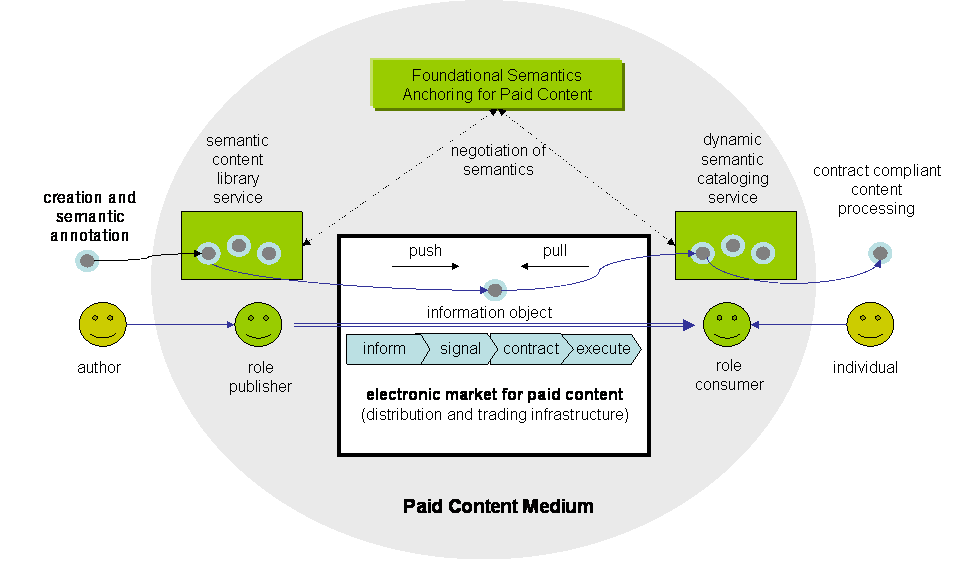 Foundational Semantics
Anchoring for Paid Content
semantic
content
library
service
negotiation of
semantics
dynamic
semantic
cataloging
service
contract compliant
content
processing
creation and
semantic
annotation
push
pull
information object
author
role
publisher
inform
signal
contract
execute
role
consumer
individual
electronic market for paid content
(distribution and trading infrastructure)
Paid Content Medium